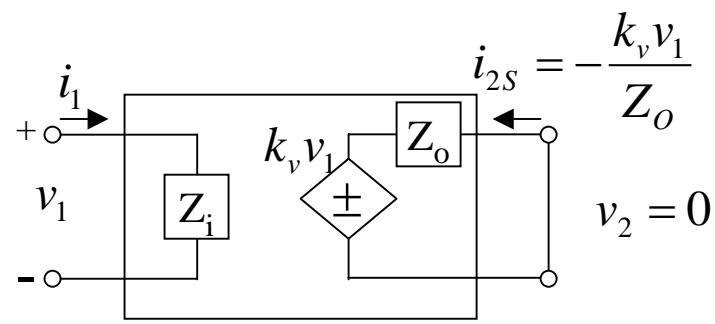 i_1
i_{2S} = -\frac{k_v v_1}{Z_O}
+
k_v v_1
Z_o
v_1
Z_i
±
v_2 = 0
-